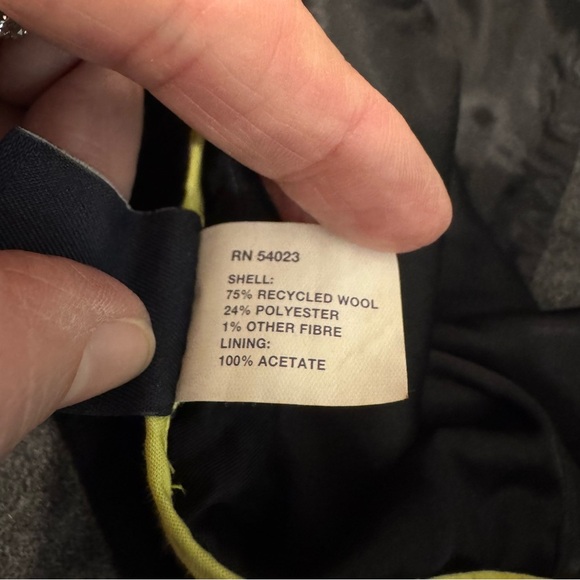 RN 54023
SHELL:
75% RECYCLED WOOL
24% POLYESTER
1% OTHER FIBRE
LINING:
100% ACETATE